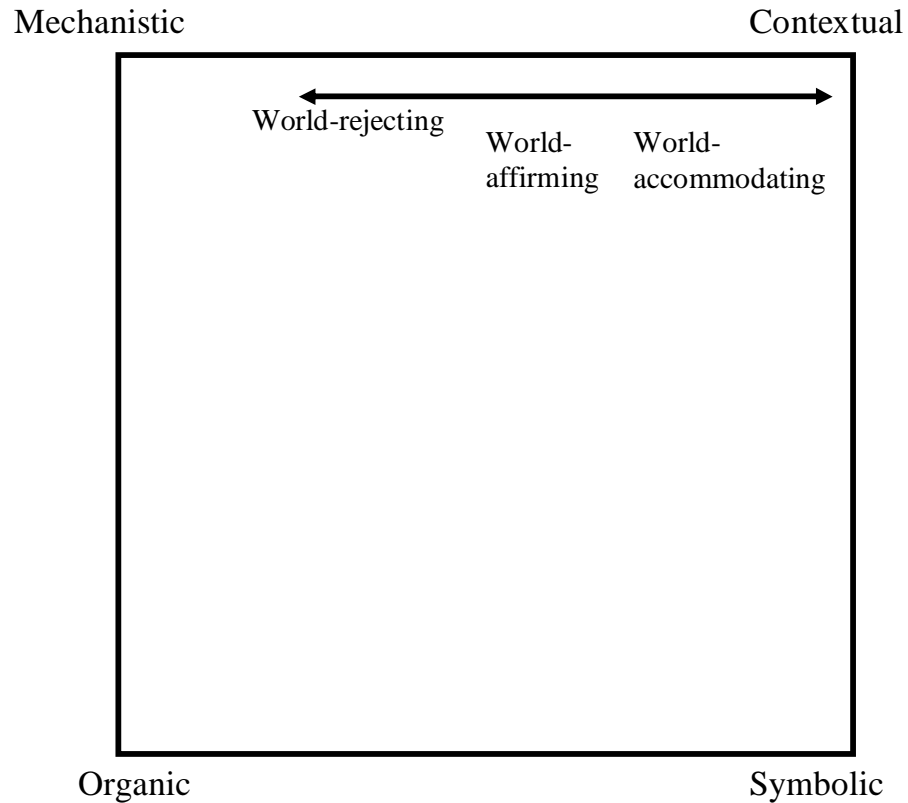 Mechanistic
Contextual
World-rejecting
World-
affirming
World-
accommodating
Organic
Symbolic